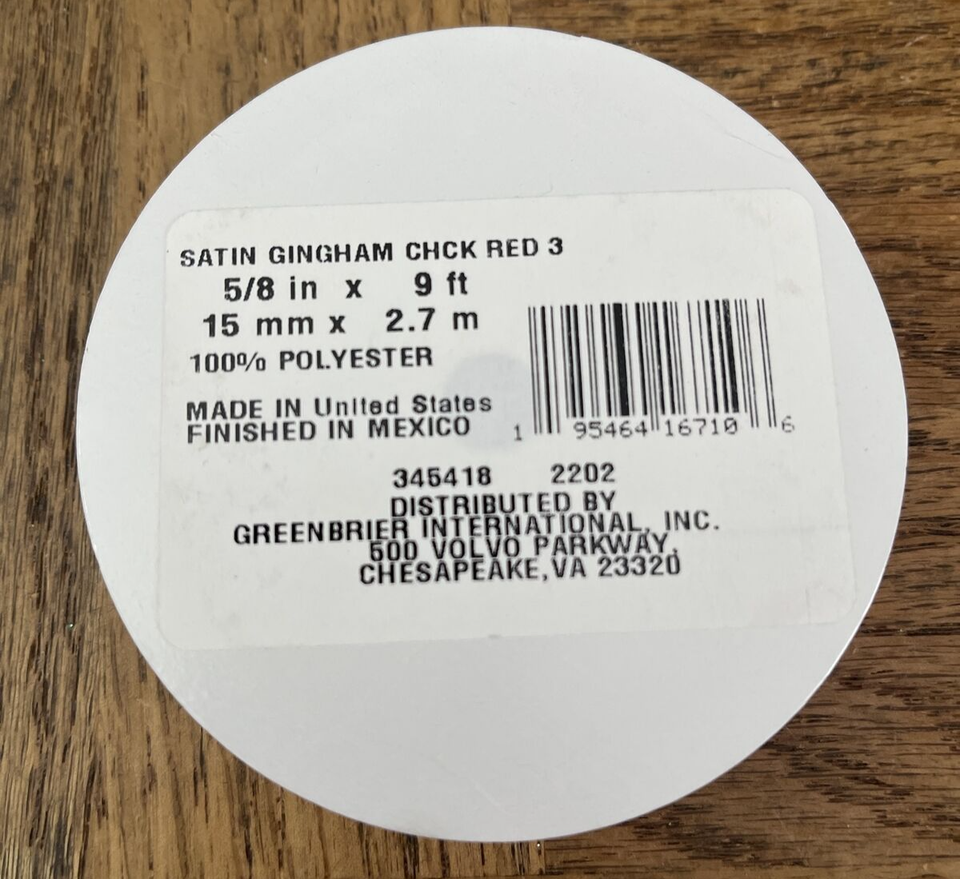 SATIN GINGHAM CHCK RED 3
5/8 in x 9 ft
15 mm x 2.7 m
100% POLYESTER
MADE IN United States
FINISHED IN MEXICO
1 95464 16710 6
345418 2202
DISTRIBUTED BY
GREENBRIER INTERNATIONAL, INC.
500 VOLVO PARKWAY,
CHESAPEAKE,VA 23320